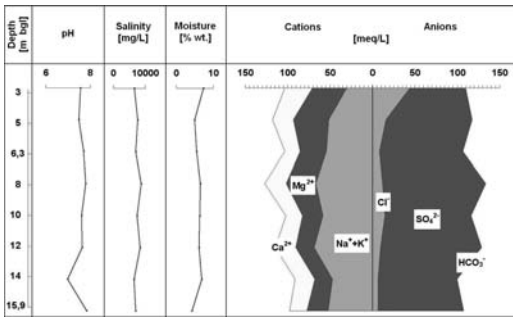 Depth [m bgl]
pH
Salinity
[mg/L]
Moisture
[% wt.]
Cations
Anions
[meq/L]
6 8
0 10000
0 10
150 100 50 0 50 100 150
3
5
6,3
8
10
12
14
15,9
Mg²⁺
Cl⁻
SO₄²⁻
Ca²⁺
Na⁺+K⁺
HCO₃⁻